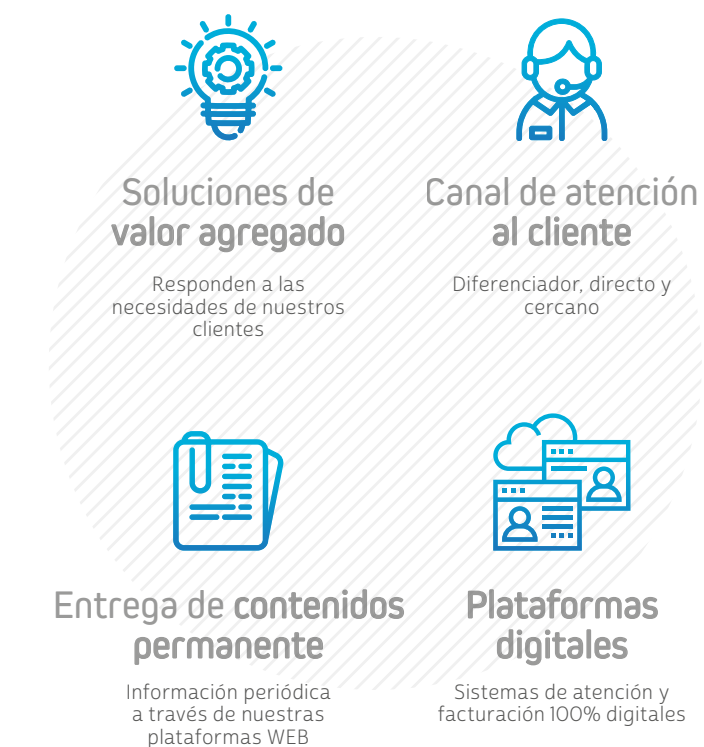 Soluciones de
valor agregado
Responden a las
necesidades de nuestros
clientes
Canal de atención
al cliente
Diferenciador, directo y
cercano
Entrega de contenidos
permanente
Información periódica
a través de nuestras
plataformas WEB
Plataformas
digitales
Sistemas de atención y
facturación 100% digitales